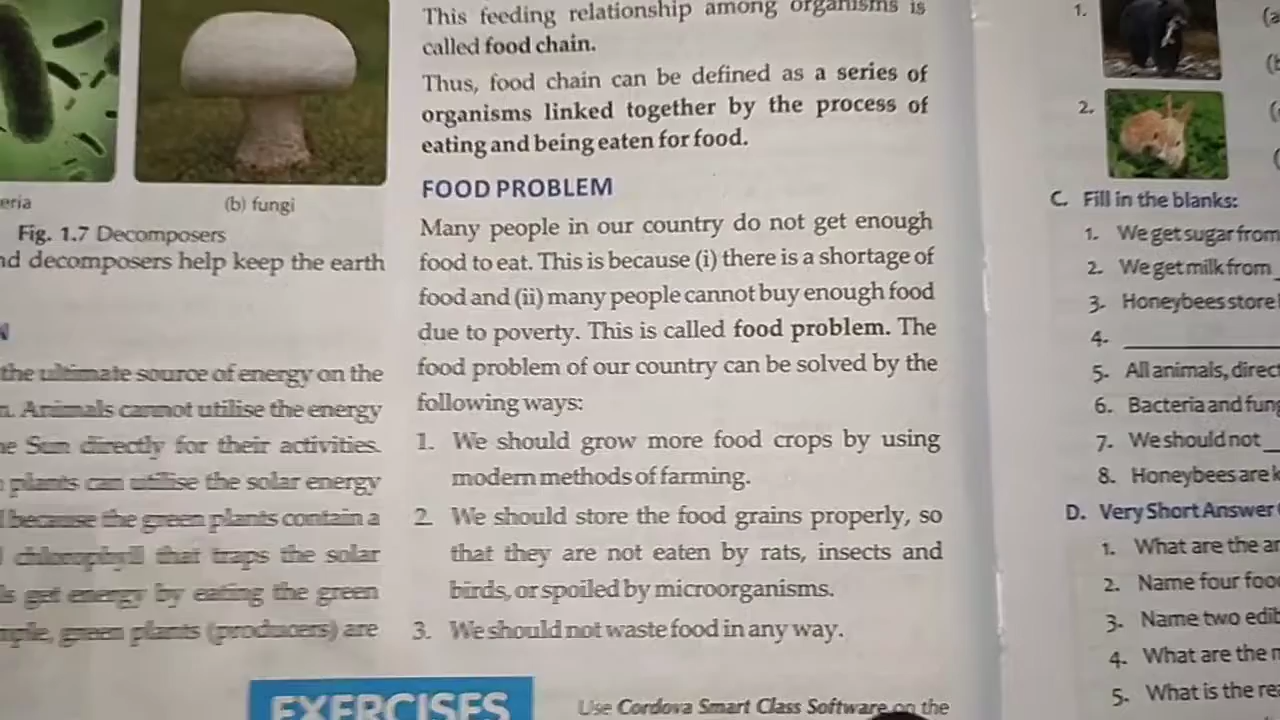 (b) fungi
Fig. 1.7 Decomposers
decomposers help keep the earth
the ultimate source of energy on the
Animals cannot utilise the energy
Sun directly for their activities.
plants can utilise the solar energy
because the green plants contain a
chlorophyll that traps the solar
get energy by eating the green
green plants (producers) are
This feeding relationship among organisms is
called food chain.
Thus, food chain can be defined as a series of
organisms linked together by the process of
eating and being eaten for food.
FOOD PROBLEM
Many people in our country do not get enough
food to eat. This is because (i) there is a shortage of
food and (ii) many people cannot buy enough food
due to poverty. This is called food problem. The
food problem of our country can be solved by the
following ways:
1. We should grow more food crops by using
modern methods of farming.
2. We should store the food grains properly, so
that they are not eaten by rats, insects and
birds, or spoiled by microorganisms.
3. We should not waste food in any way.
EXERCISES
Use Cordova Smart Class Software on the
1.
2.
C. Fill in the blanks:
1. We get sugar from
2. We get milk from
3. Honeybees store
4.
5. All animals,
6. Bacteria and
7. We should not
8. Honeybees are
D. Very Short Answer
1. What are the
2. Name four
3. Name two
4. What are the
5. What is the